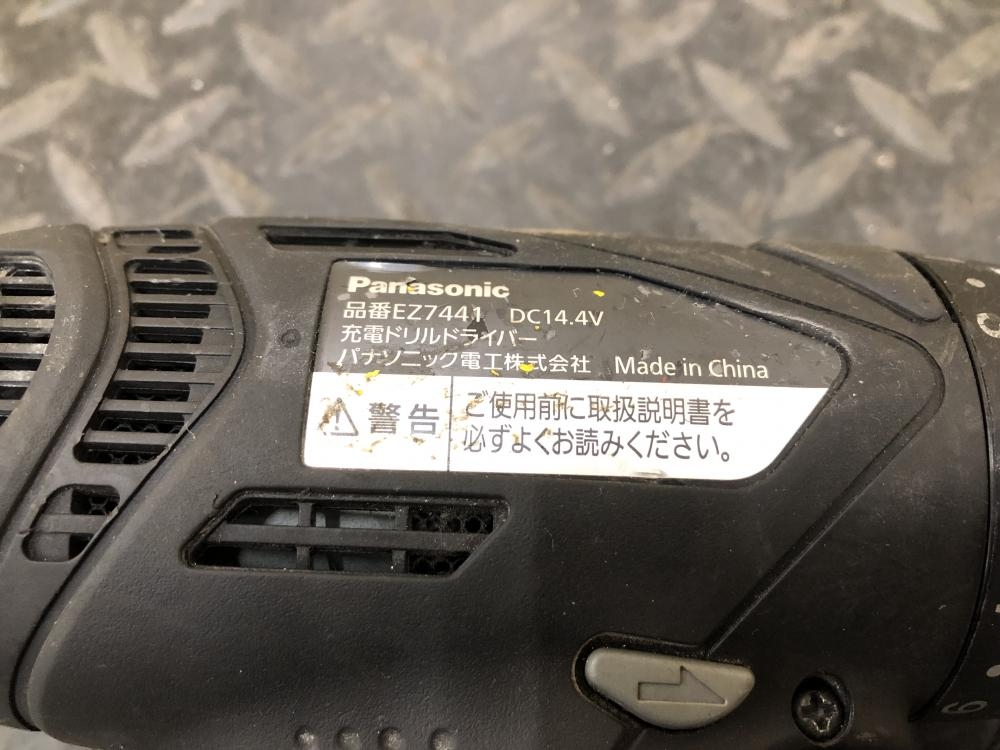 Panasonic
品番EZ7441 DC14.4V
充電ドリルドライバー
パナソニック電工株式会社 Made in China
警告
ご使用前に取扱説明書を
必ずよくお読みください。
9